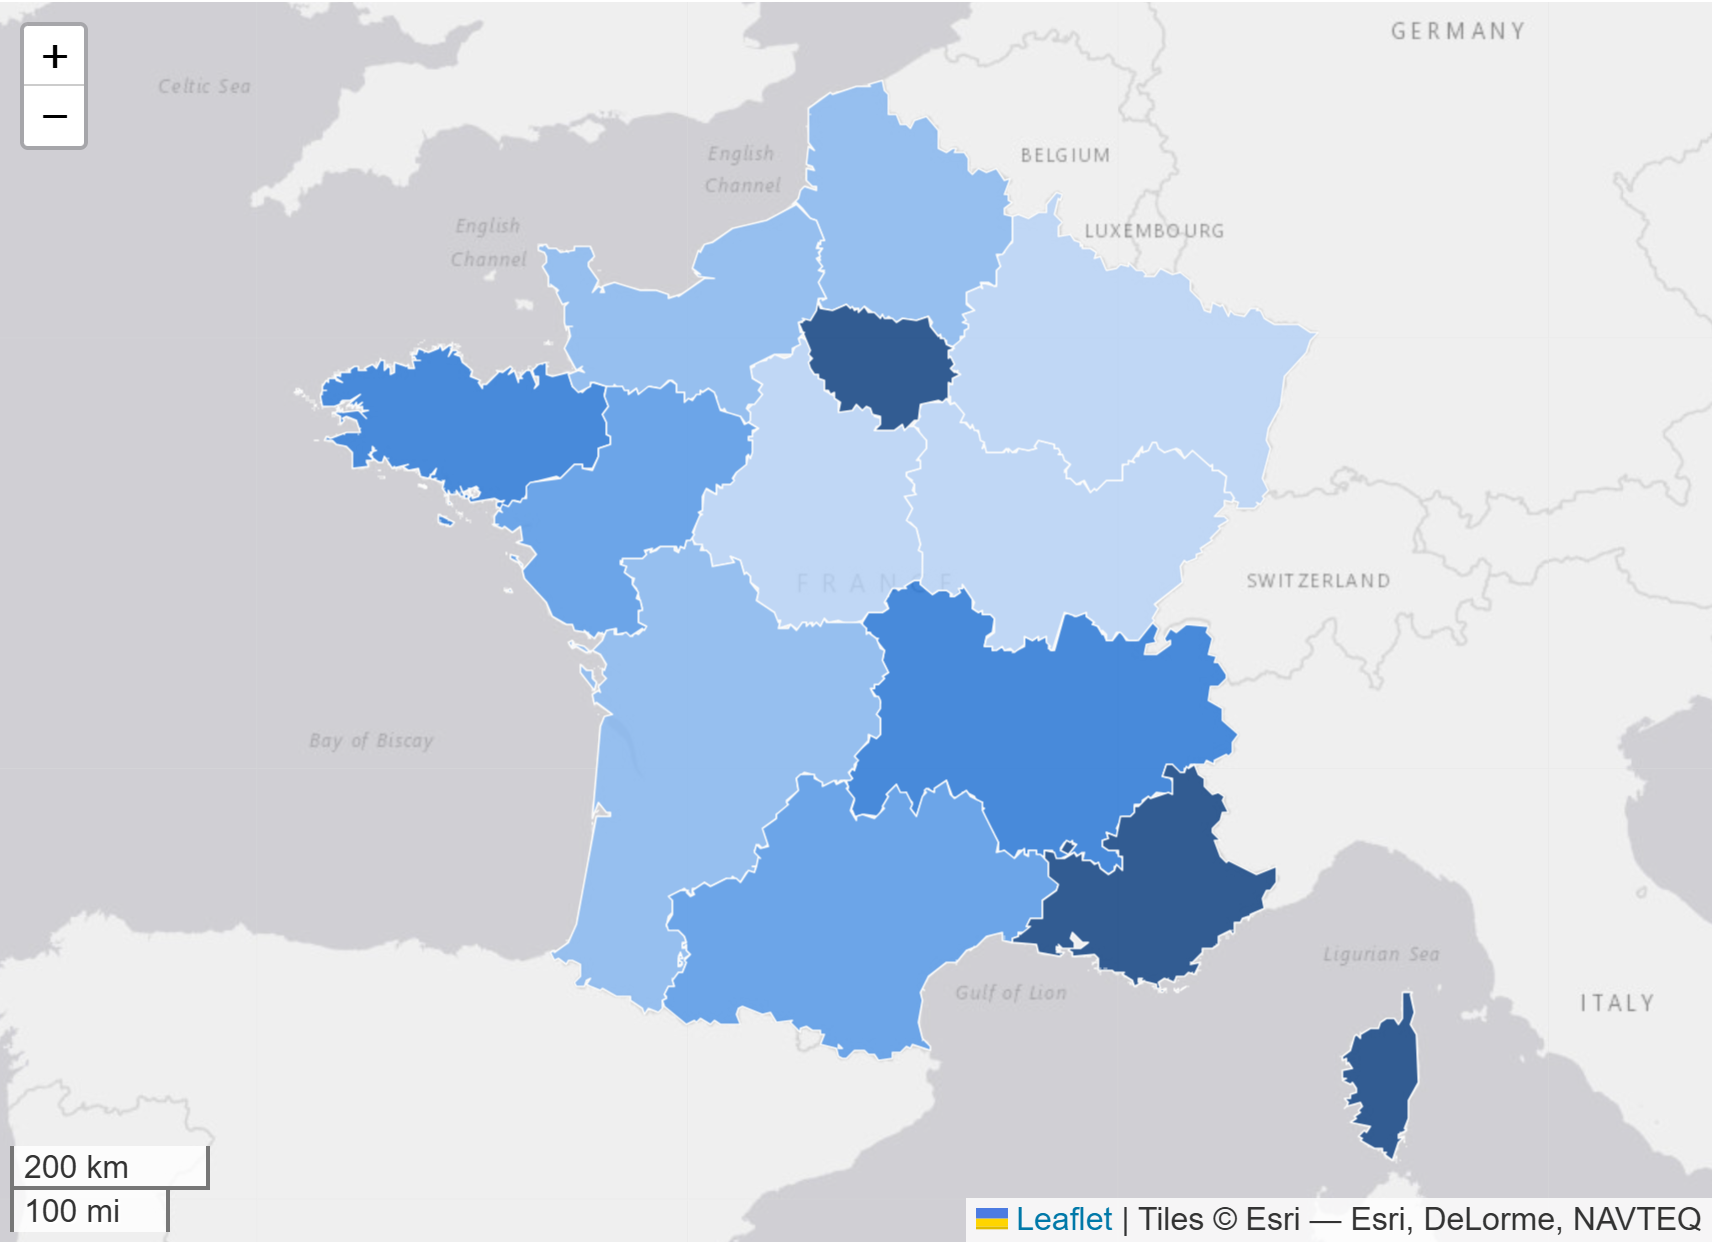 +
−
Celtic Sea
GERMANY
English
Channel
BELGIUM
English
Channel
LUXEMBOURG
FRANCE
SWITZERLAND
Bay of Biscay
Gulf of Lion
Ligurian Sea
ITALY
200 km
100 mi
Leaflet | Tiles © Esri — Esri, DeLorme, NAVTEQ